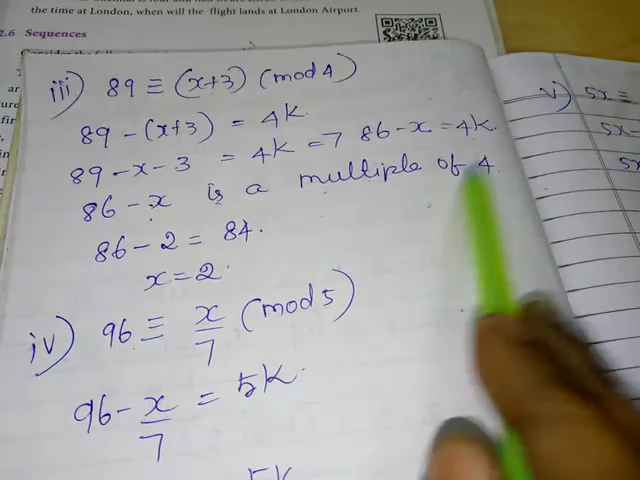 the time at London, when will the flight lands at London Airport.
2.6 Sequences
iii) 89 ≡ (x+3) (mod 4)
89 - (x+3) = 4k
89 - x - 3 = 4k =7 86 - x = 4k.
86 - x is a multiple of 4
86 - 2 = 84.
x = 2.
iv) 96 ≡ x/7 (mod 5)
96 - x/7 = 5k
5k
v) 5x ≡
5x =
5x